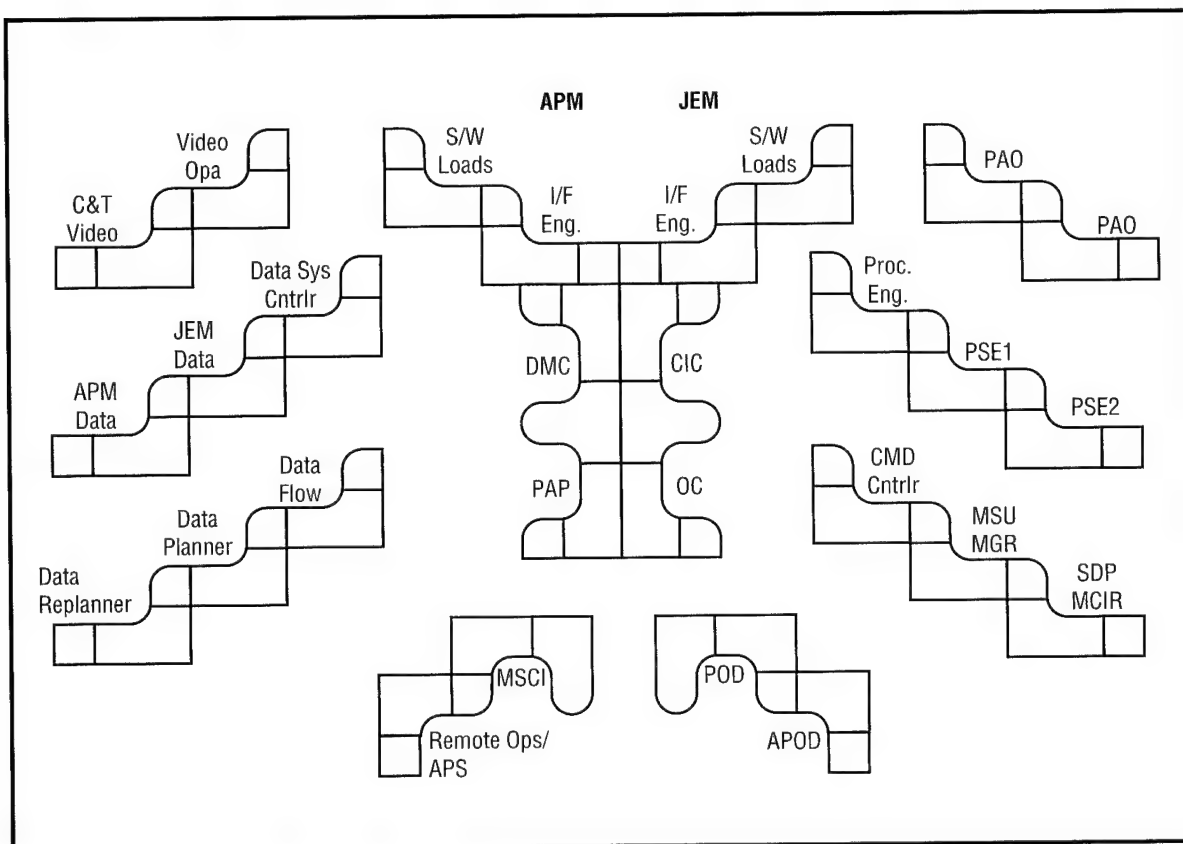 APM
JEM
Video
Opa
C&T
Video
S/W
Loads
I/F
Eng.
S/W
Loads
I/F
Eng.
PAO
PAO
Data Sys
Cntrlr
JEM
Data
APM
Data
DMC
CIC
PAP
OC
Proc.
Eng.
PSE1
PSE2
Data
Flow
Data
Planner
Data
Replanner
CMD
Cntrlr
MSU
MGR
SDP
MCIR
MSCI
Remote Ops/
APS
POD
APOD